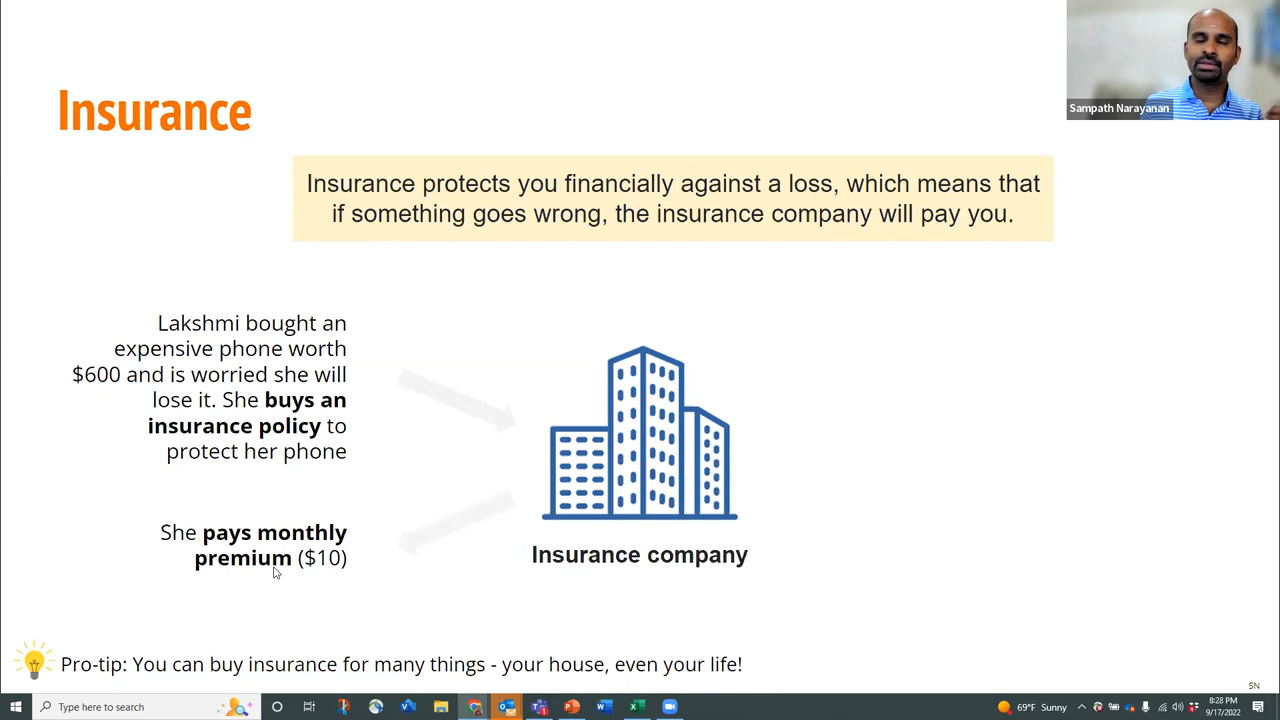 Sampath Narayanan
Insurance
Insurance protects you financially against a loss, which means that
if something goes wrong, the insurance company will pay you.
Lakshmi bought an
expensive phone worth
$600 and is worried she will
lose it. She buys an
insurance policy to
protect her phone
She pays monthly
premium ($10)
Insurance company
Pro-tip: You can buy insurance for many things - your house, even your life!
SN
Type here to search
69°F Sunny
8:28 PM
9/17/2022